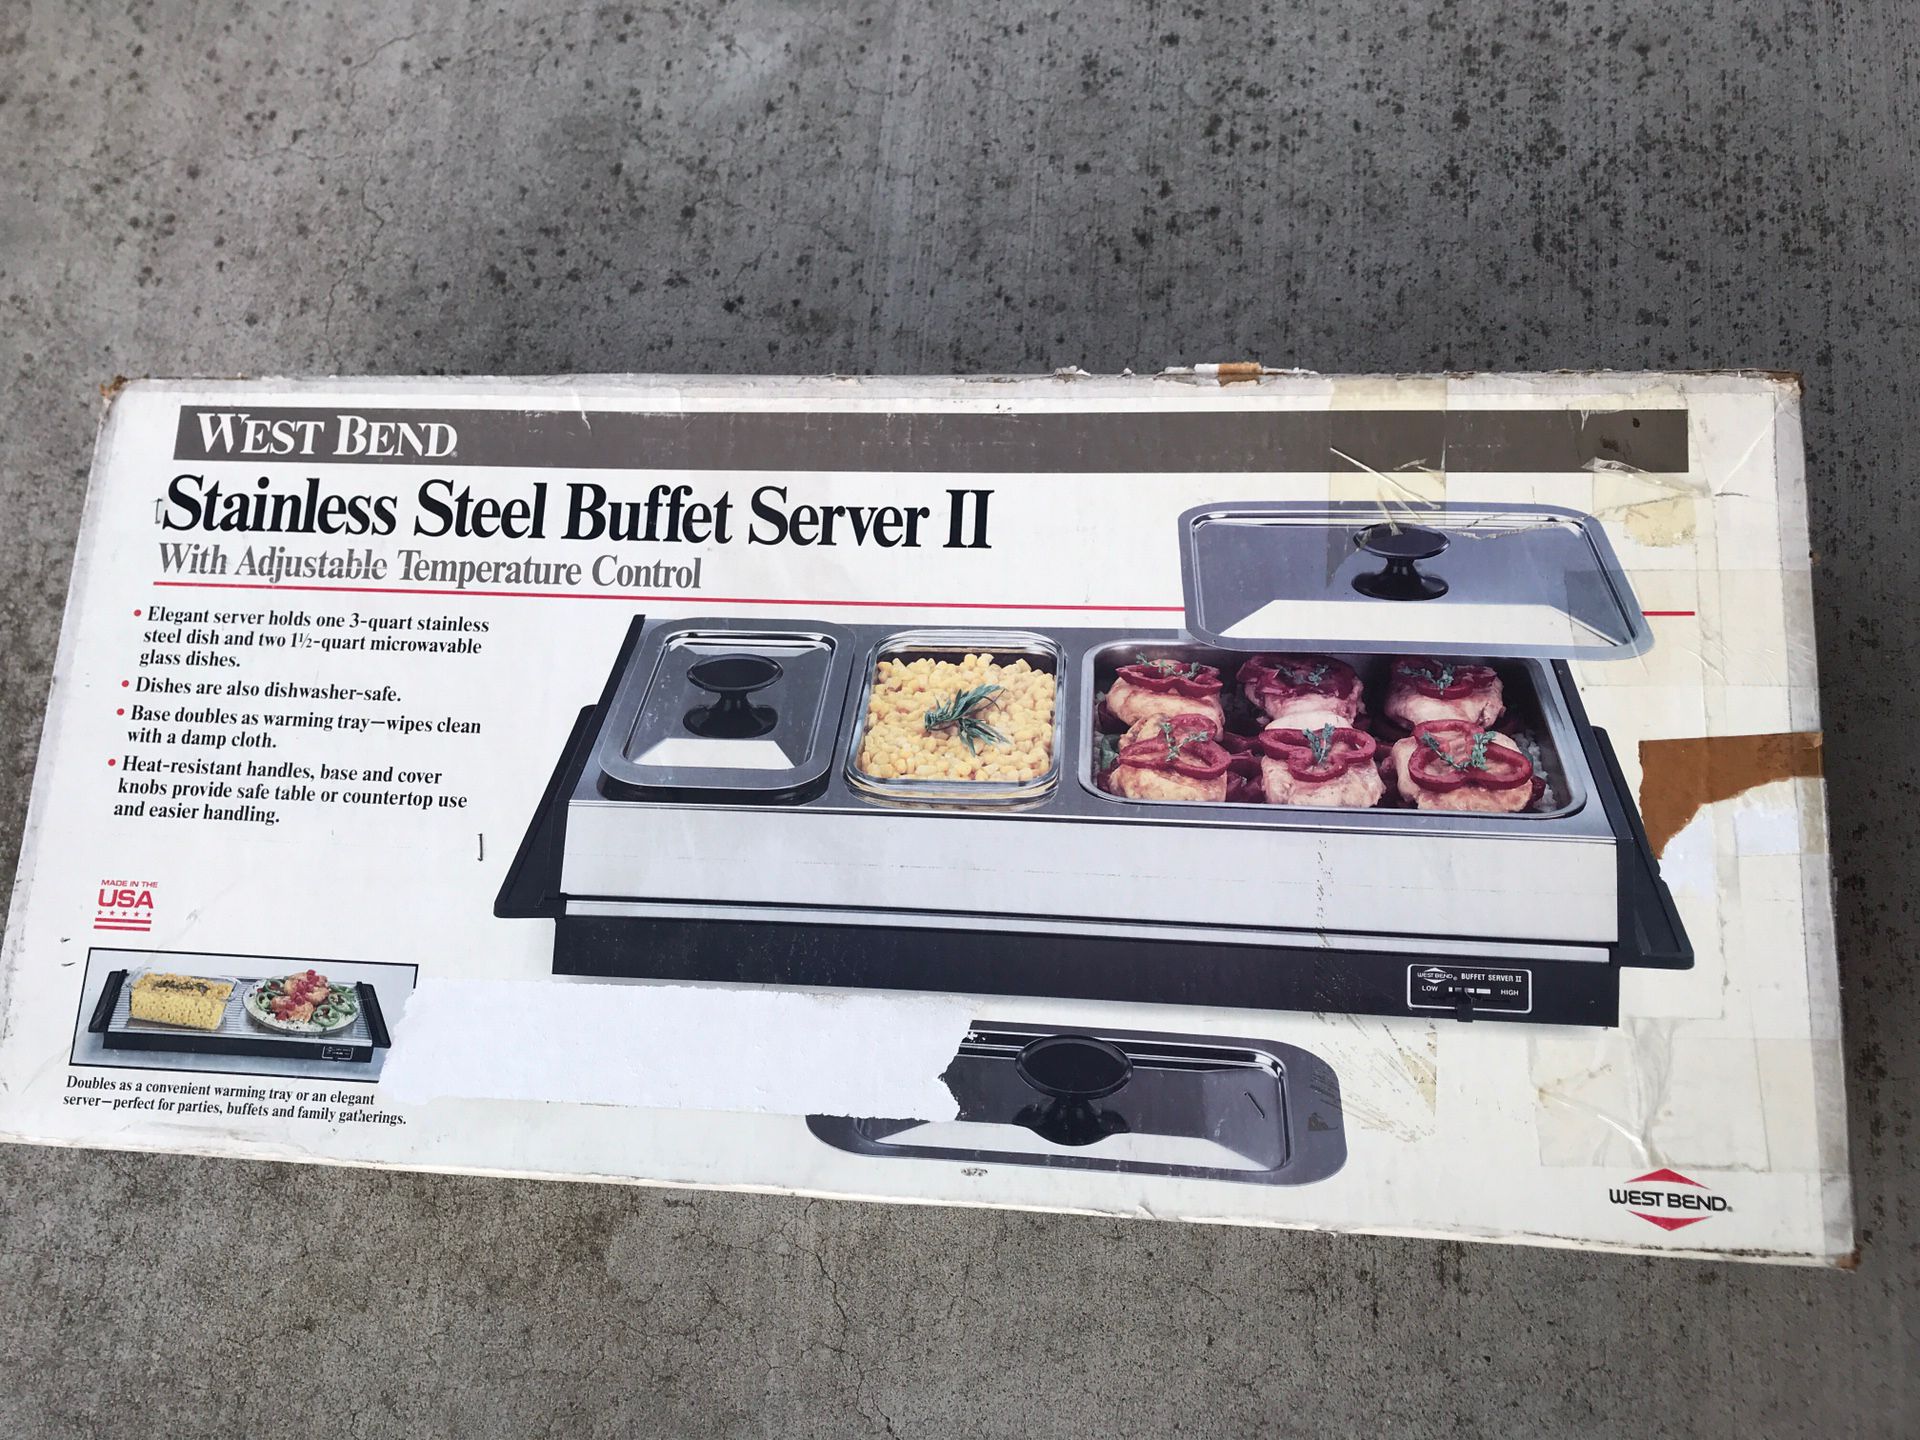 WEST BEND®
Stainless Steel Buffet Server II
With Adjustable Temperature Control
• Elegant server holds one 3-quart stainless
steel dish and two 1½-quart microwavable
glass dishes.
• Dishes are also dishwasher-safe.
• Base doubles as warming tray—wipes clean
with a damp cloth.
• Heat-resistant handles, base and cover
knobs provide safe table or countertop use
and easier handling.
MADE IN THE
USA
Doubles as a convenient warming tray or an elegant
server—perfect for parties, buffets and family gatherings.
WEST BEND® BUFFET SERVER II
LOW HIGH
WEST BEND®